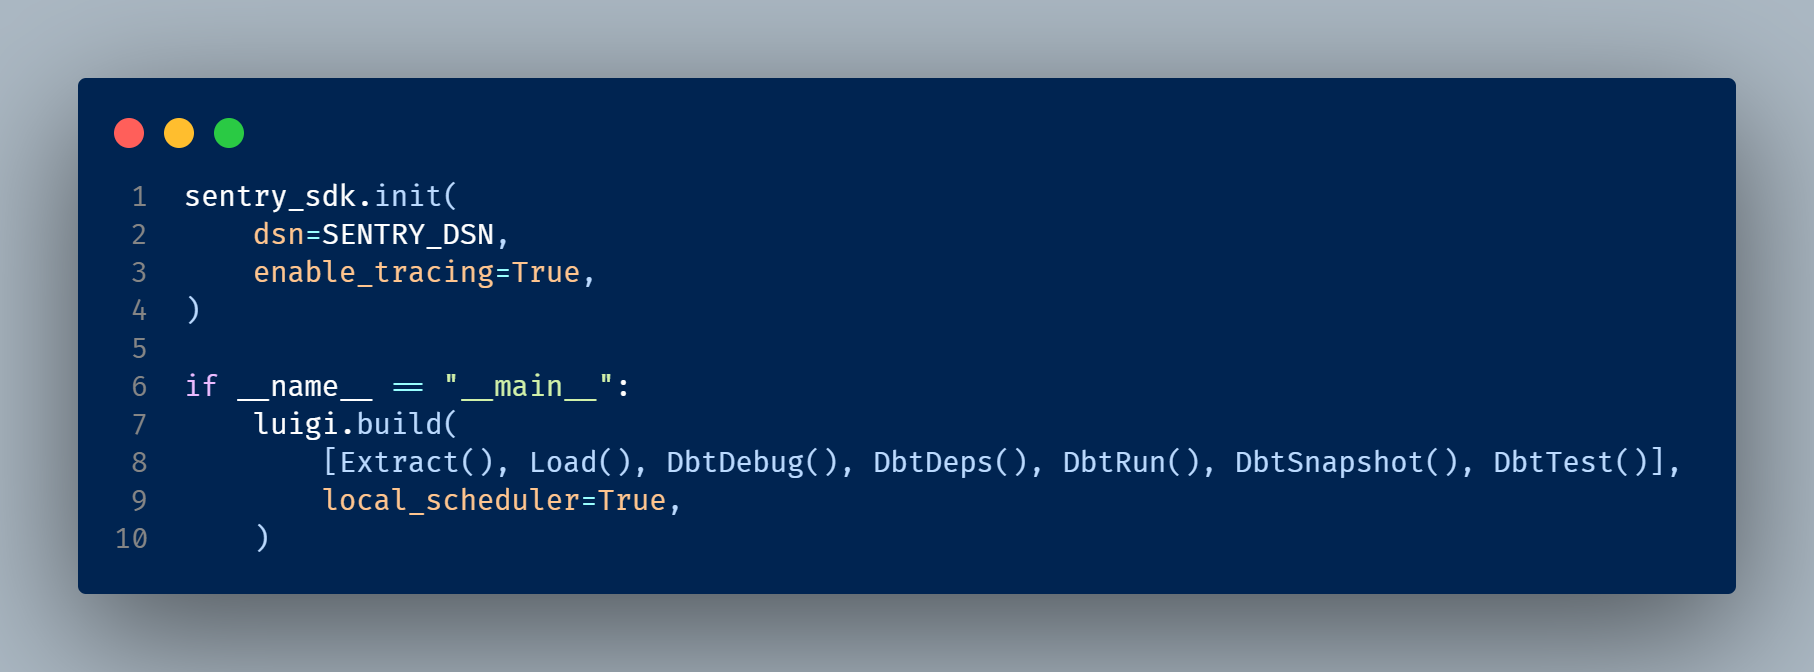 1 sentry_sdk.init(
2     dsn=SENTRY_DSN,
3     enable_tracing=True,
4 )
5
6 if __name__ == "__main__":
7     luigi.build(
8         [Extract(), Load(), DbtDebug(), DbtDeps(), DbtRun(), DbtSnapshot(), DbtTest()],
9         local_scheduler=True,
10     )